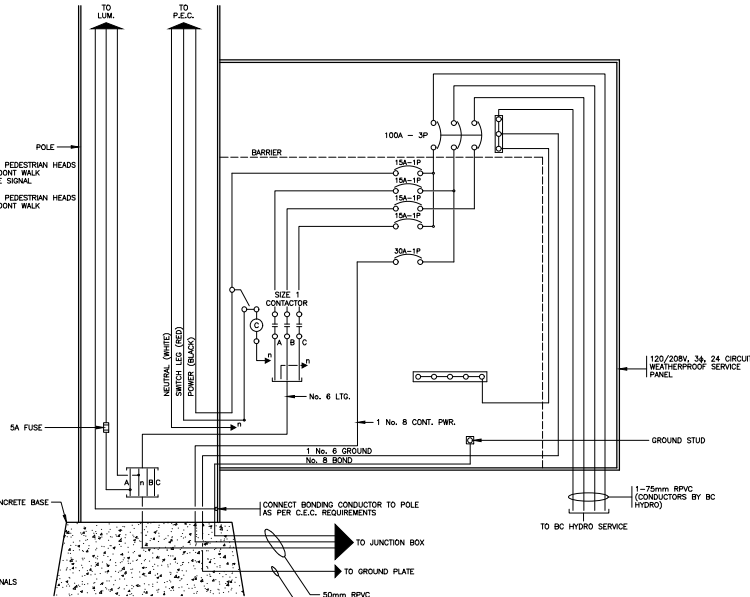 TO
LUM.
TO
P.E.C.
100A - 3P
POLE
BARRIER
PEDESTRIAN HEADS
DONT WALK
E SIGNAL
PEDESTRIAN HEADS
DONT WALK
15A-1P
15A-1P
15A-1P
15A-1P
30A-1P
SIZE 1
CONTACTOR
C
A B C
n
n
NEUTRAL (WHITE)
SWITCH LEG (RED)
POWER (BLACK)
120/208V, 3ϕ, 24 CIRCUIT
WEATHERPROOF SERVICE
PANEL
No. 6 LTG.
n
1 No. 8 CONT. PWR.
5A FUSE
GROUND STUD
1 No. 6 GROUND
No. 8 BOND
A n B C
1-75mm RPVC
(CONDUCTORS BY BC
HYDRO)
NCRETE BASE
CONNECT BONDING CONDUCTOR TO POLE
AS PER C.E.C. REQUIREMENTS
TO BC HYDRO SERVICE
TO JUNCTION BOX
TO GROUND PLATE
NALS
50mm RPVC